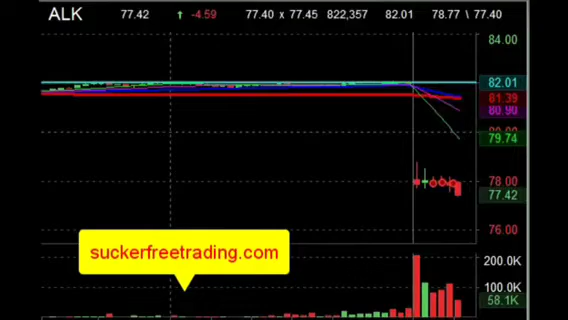 ALK 77.42 ↑ -4.59 77.40 x 77.45 822,357 82.01 78.77 \ 77.40
84.00
82.01
81.39
80.90
80.00
79.74
78.00
77.42
76.00
suckerfreetrading.com
200.0K
100.0K
58.1K